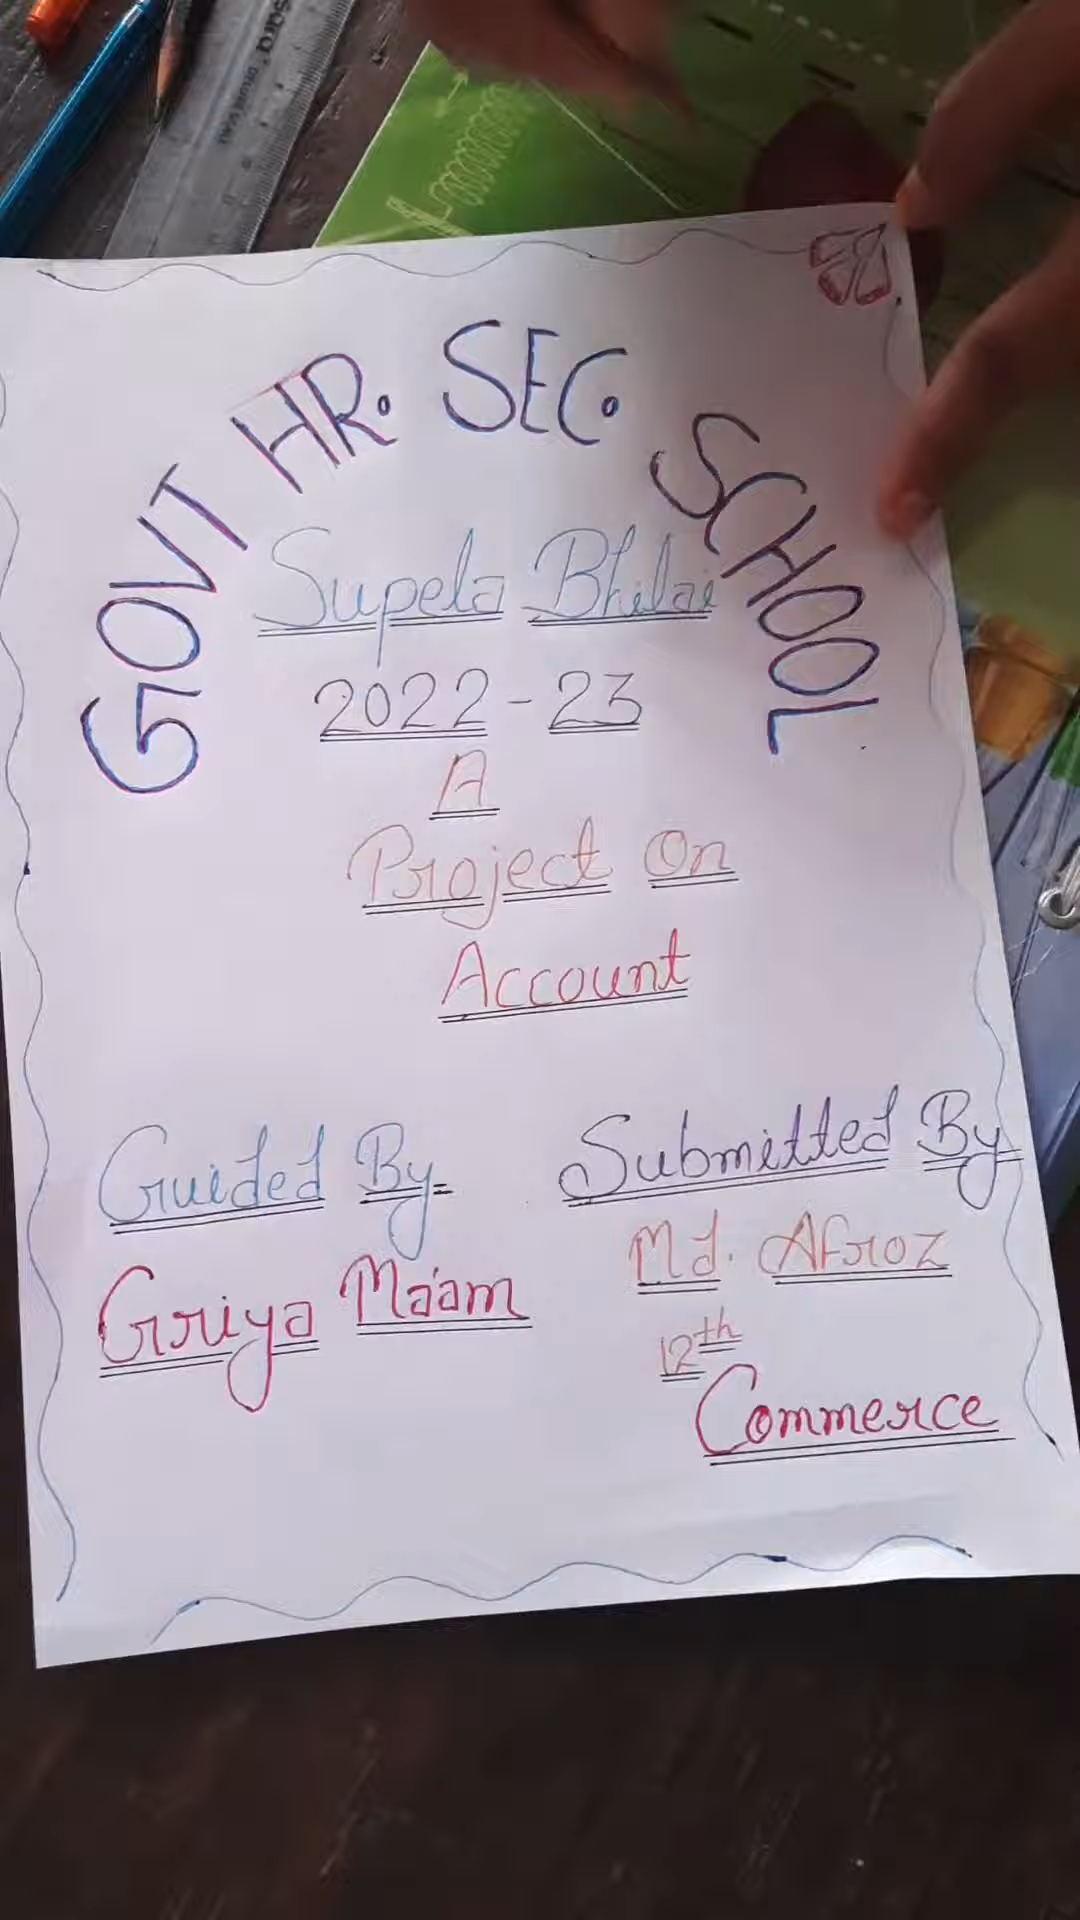 GOVT HR. SEC. SCHOOL
Supela Bhilai
2022-23
A
Project On
Account
Guided By
Griya Ma'am
Submitted By
Md. Afroz
12th
Commerce